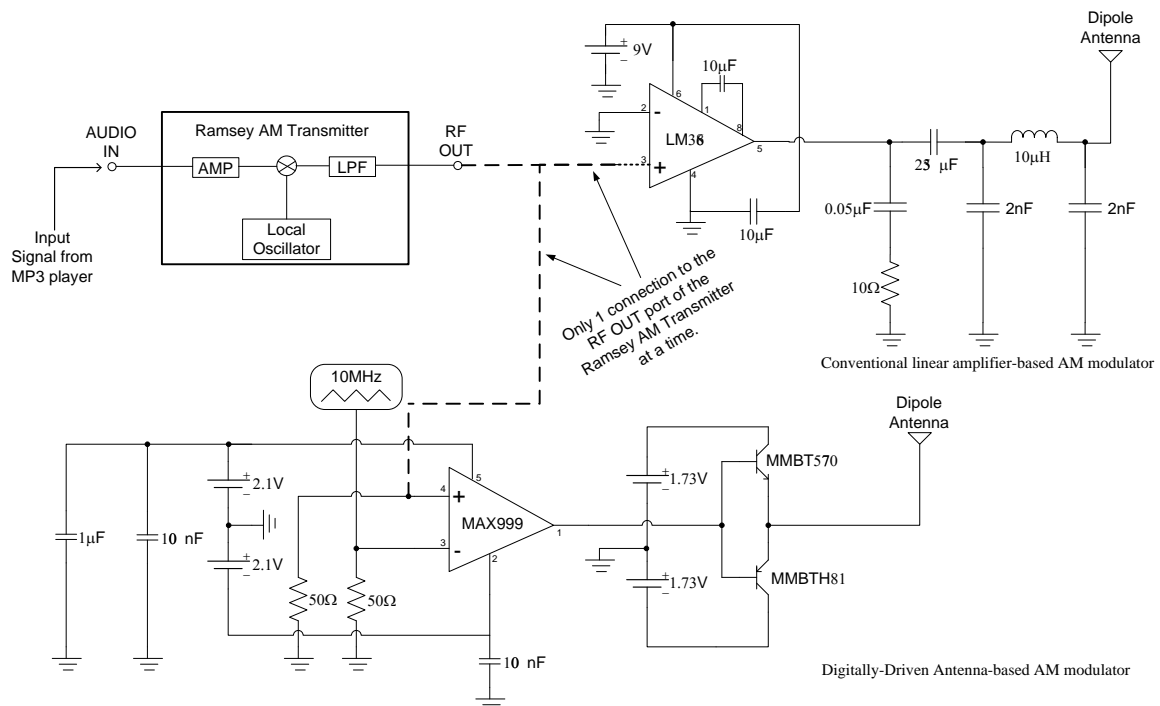 Dipole
Antenna
9V
10µF
6
2
-
1
8
LM38
3
+
4
5
10µF
25 µF
10µH
0.05µF
2nF
2nF
10Ω
AUDIO
IN
Ramsey AM Transmitter
RF
OUT
AMP
LPF
Local
Oscillator
Input
Signal from
MP3 player
Only 1 connection to the
RF OUT port of the
Ramsey AM Transmitter
at a time.
Conventional linear amplifier-based AM modulator
10MHz
Dipole
Antenna
2.1V
2.1V
1µF
10 nF
5
4
+
MAX999
3
-
2
1
50Ω
50Ω
10 nF
1.73V
1.73V
MMBT570
MMBTH81
Digitally-Driven Antenna-based AM modulator